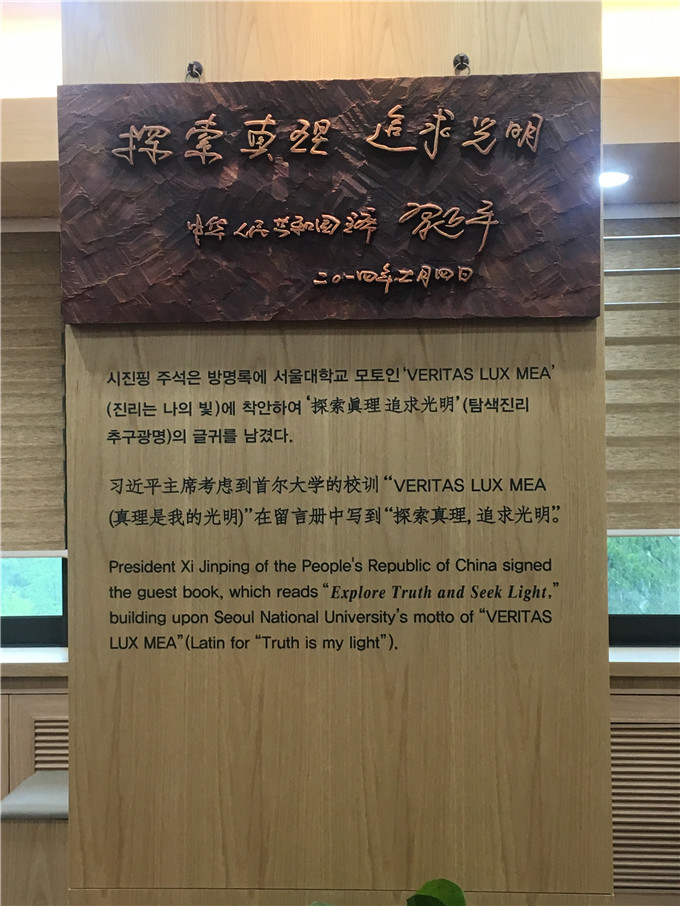 探索真理 追求光明
中华人民共和国主席 习近平
二〇一四年七月四日
시진핑 주석은 방명록에 서울대학교 모토인 ‘VERITAS LUX MEA’
(진리는 나의 빛)에 착안하여 ‘探索眞理 追求光明’(탐색진리
추구광명)의 글귀를 남겼다.
习近平主席考虑到首尔大学的校训 “VERITAS LUX MEA
(真理是我的光明)” 在留言册中写到 “探索真理, 追求光明”。
President Xi Jinping of the People's Republic of China signed
the guest book, which reads “Explore Truth and Seek Light,”
building upon Seoul National University's motto of “VERITAS
LUX MEA”(Latin for “Truth is my light”).